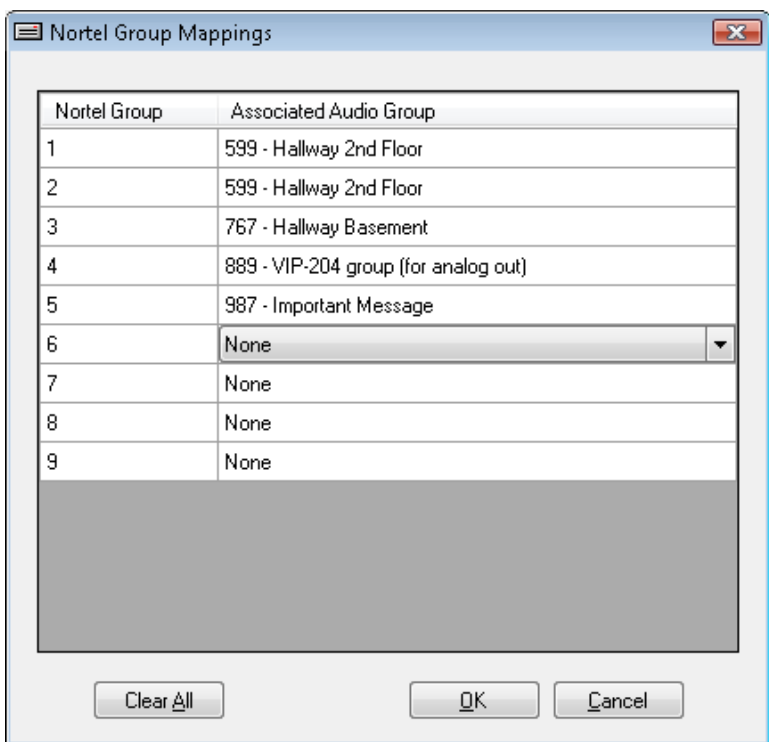 Nortel Group Mappings
Nortel Group Associated Audio Group
1 599 - Hallway 2nd Floor
2 599 - Hallway 2nd Floor
3 767 - Hallway Basement
4 889 - VIP-204 group (for analog out)
5 987 - Important Message
6 None
7 None
8 None
9 None
Clear All OK Cancel